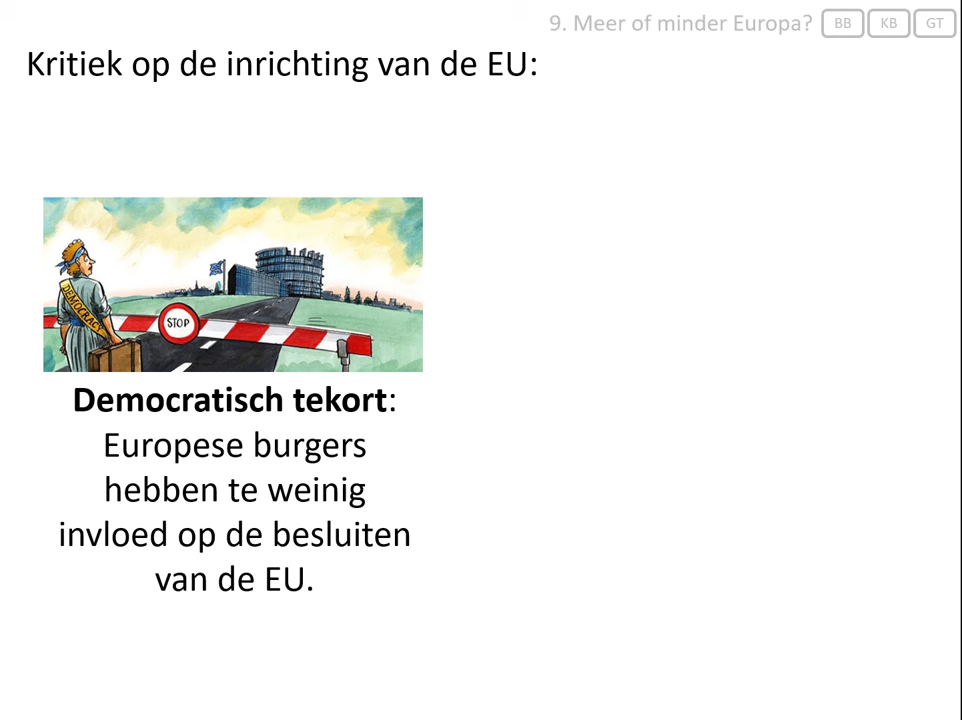 9. Meer of minder Europa? BB KB GT
Kritiek op de inrichting van de EU:
DEMOCRACY
STOP
Democratisch tekort:
Europese burgers
hebben te weinig
invloed op de besluiten
van de EU.